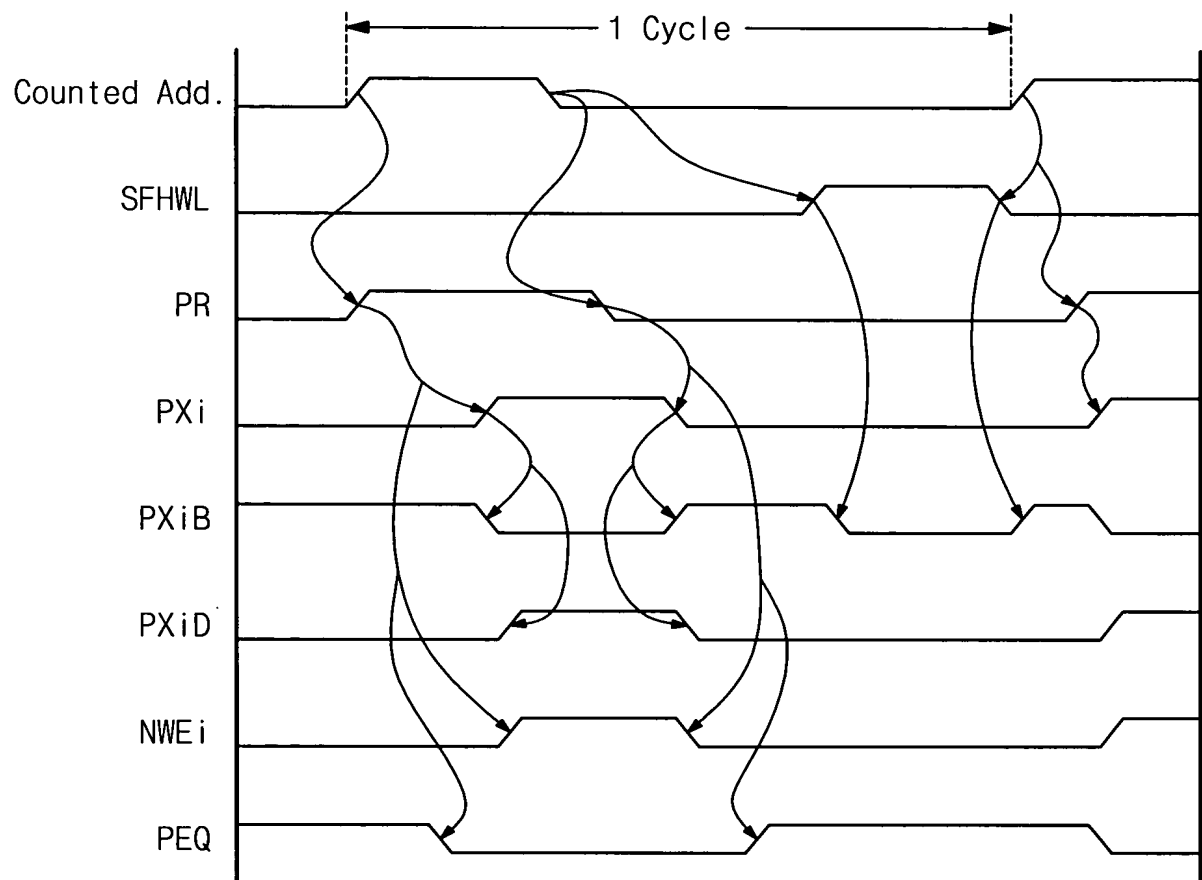 1 Cycle
Counted Add.
SFHWL
PR
PXi
PXiB
PXiD
NWEi
PEQ